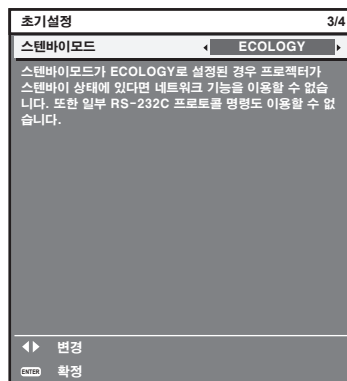 초기설정 3/4
스텐바이모드 ECOLOGY
스텐바이모드가 ECOLOGY로 설정된 경우 프로젝터가
스텐바이 상태에 있다면 네트워크 기능을 이용할 수 없습
니다. 또한 일부 RS-232C 프로토콜 명령도 이용할 수 없
습니다.
변경
ENTER 확정